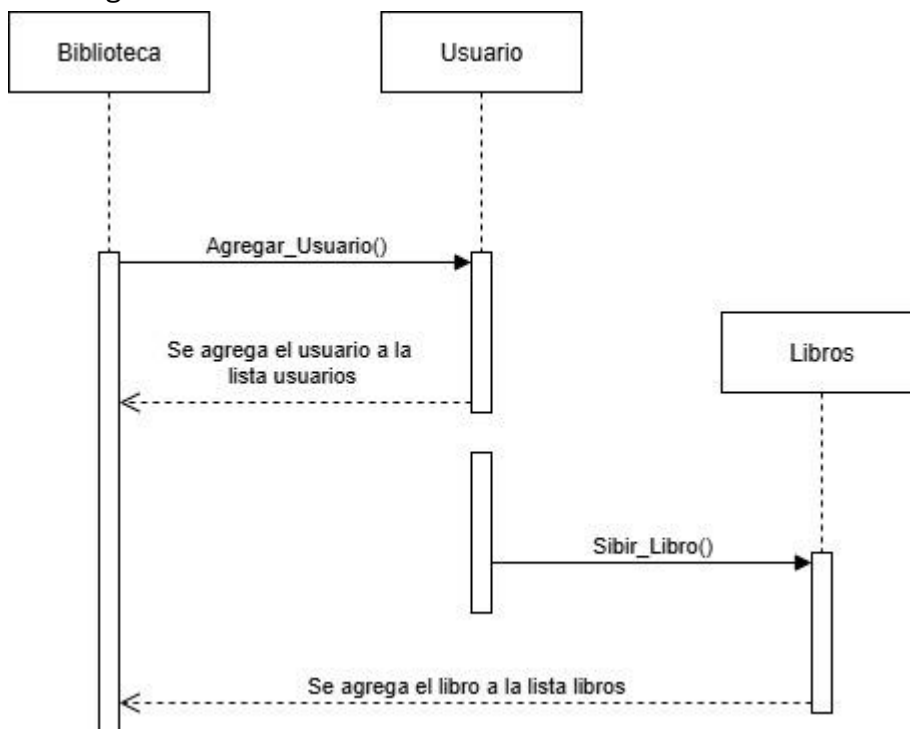 Biblioteca
Usuario
Agregar_Usuario()
Se agrega el usuario a la
lista usuarios
Libros
Sibir_Libro()
Se agrega el libro a la lista libros